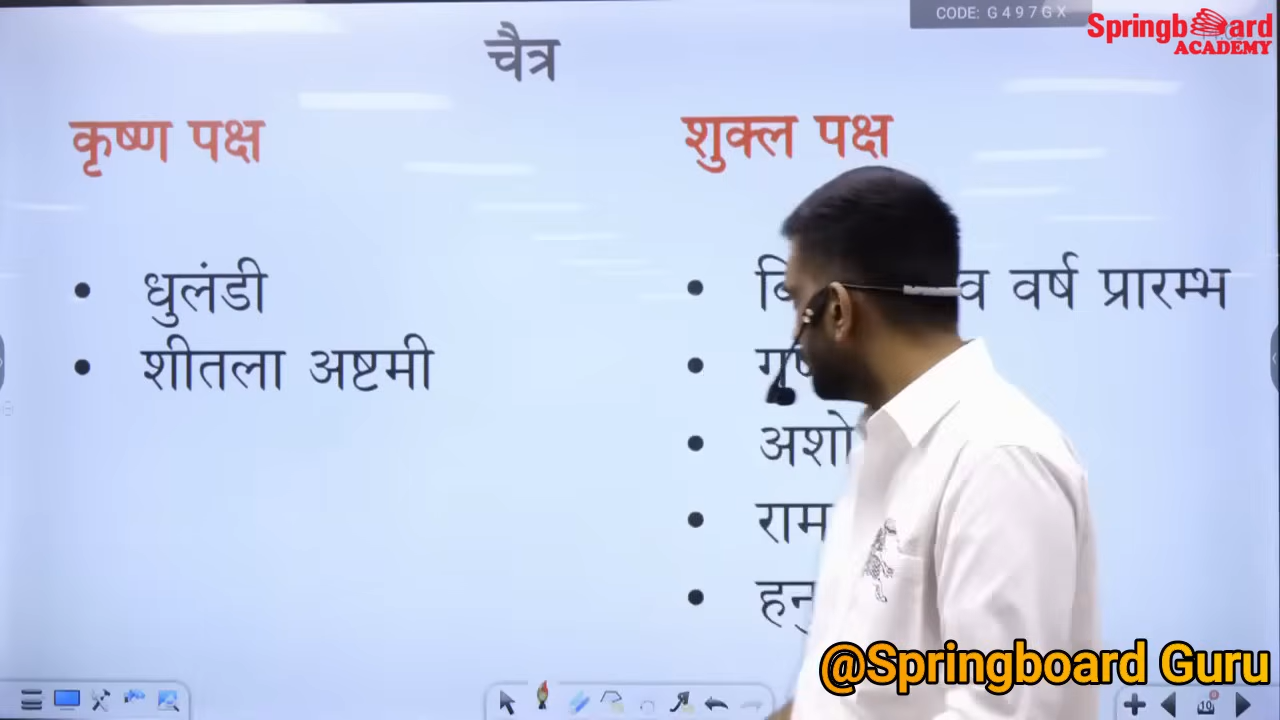 CODE: G497GX
Springboard
ACADEMY
चैत्र
कृष्ण पक्ष
शुक्ल पक्ष
धुलंडी
शीतला अष्टमी
व वर्ष प्रारम्भ
राम
@Springboard Guru